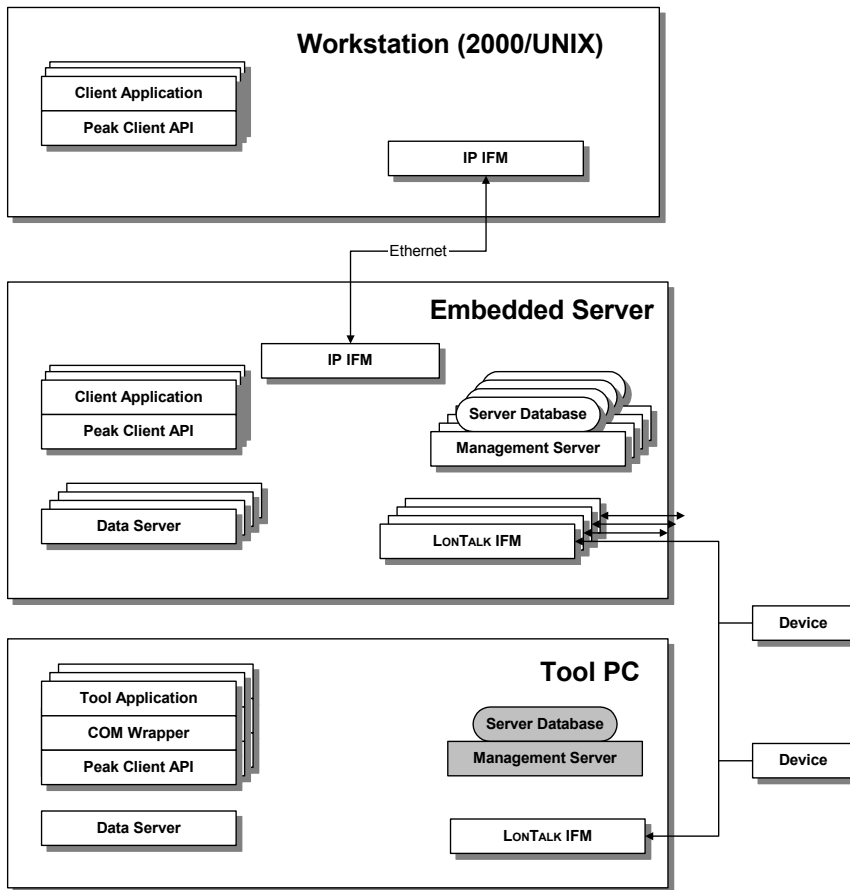 Workstation (2000/UNIX)
Client Application
Peak Client API
IP IFM
Ethernet
Embedded Server
IP IFM
Client Application
Peak Client API
Server Database
Management Server
Data Server
LONTALK IFM
Device
Tool PC
Tool Application
COM Wrapper
Peak Client API
Server Database
Management Server
Device
Data Server
LONTALK IFM